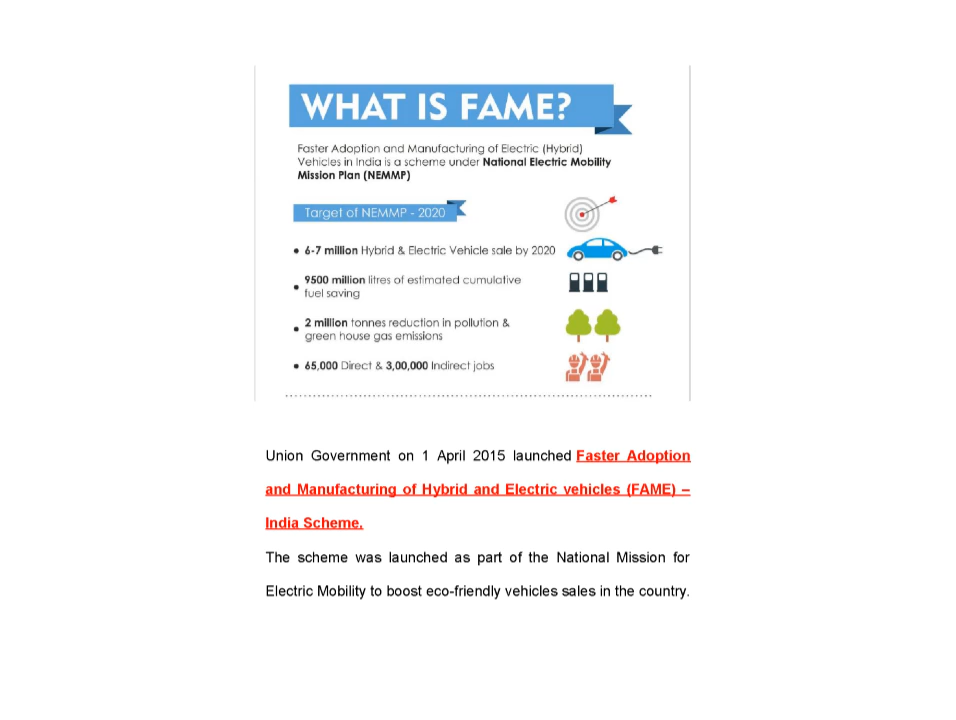 WHAT IS FAME?
Faster Adoption and Manufacturing of Electric (Hybrid)
Vehicles in India is a scheme under National Electric Mobility
Mission Plan (NEMMP)
Target of NEMMP - 2020
• 6-7 million Hybrid & Electric Vehicle sale by 2020
• 9500 million litres of estimated cumulative
fuel saving
• 2 million tonnes reduction in pollution &
green house gas emissions
• 65,000 Direct & 3,00,000 Indirect jobs
Union Government on 1 April 2015 launched Faster Adoption
and Manufacturing of Hybrid and Electric vehicles (FAME) –
India Scheme.
The scheme was launched as part of the National Mission for
Electric Mobility to boost eco-friendly vehicles sales in the country.